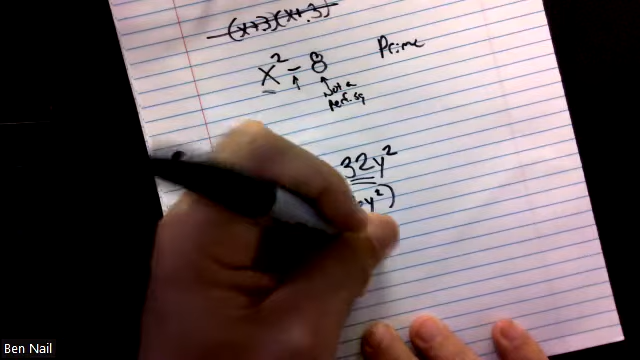 (x+3)(x+3)
x² - 8 Prime
Not a
perf. sq
32y²
y²)
Ben Nail